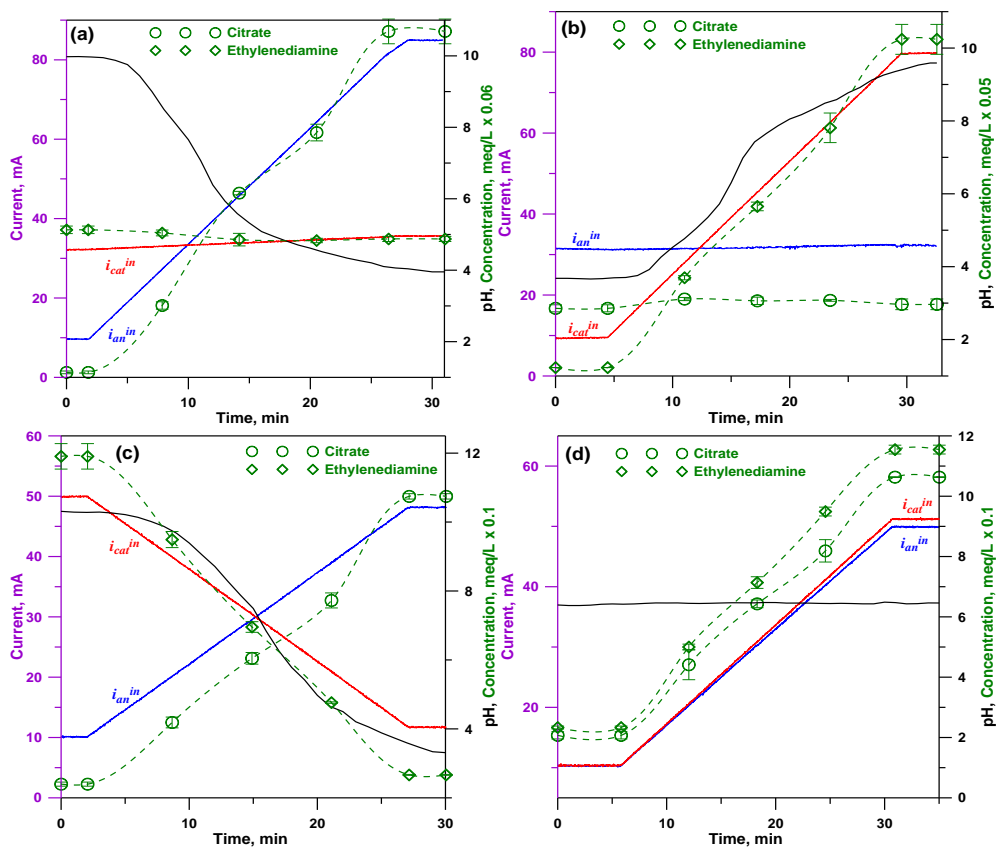 (a)
Citrate
Ethylenediamine
80
60
40
20
0
Current, mA
10
8
6
4
2
pH, Concentration, meq/L x 0.06
i_cat^in
i_an^in
0
10
20
30
Time, min
(b)
Citrate
Ethylenediamine
80
60
40
20
0
Current, mA
10
8
6
4
2
pH, Concentration, meq/L x 0.05
i_an^in
i_cat^in
0
10
20
30
Time, min
(c)
Citrate
Ethylenediamine
60
50
40
30
20
10
0
Current, mA
12
8
4
pH, Concentration, meq/L x 0.1
i_cat^in
i_an^in
0
10
20
30
Time, min
(d)
Citrate
Ethylenediamine
60
40
20
0
Current, mA
12
10
8
6
4
2
0
pH, Concentration, meq/L x 0.1
i_cat^in
i_an^in
0
10
20
30
Time, min